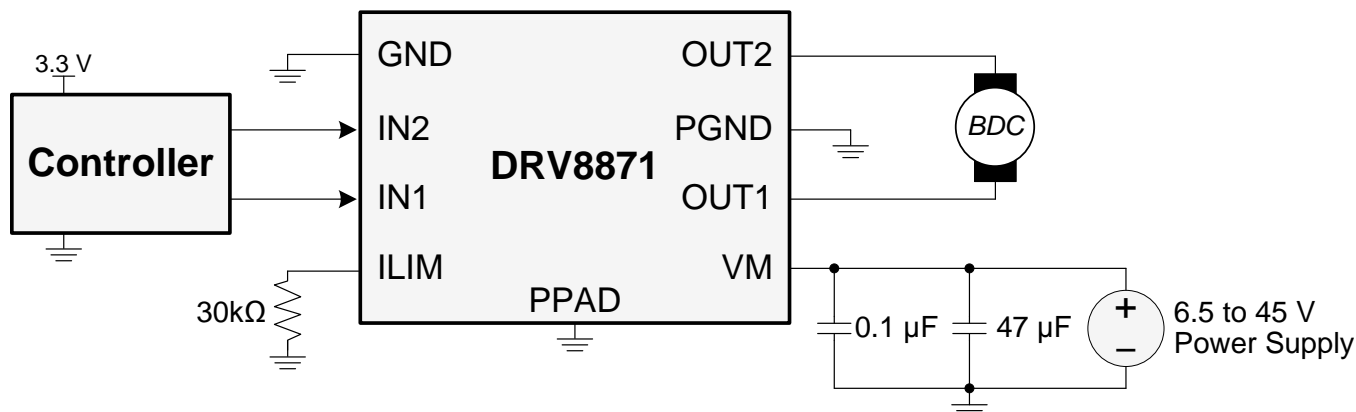 3.3 V
Controller
GND
IN2
IN1
ILIM
30kΩ
DRV8871
PPAD
OUT2
PGND
OUT1
VM
BDC
0.1 µF
47 µF
+
–
6.5 to 45 V
Power Supply